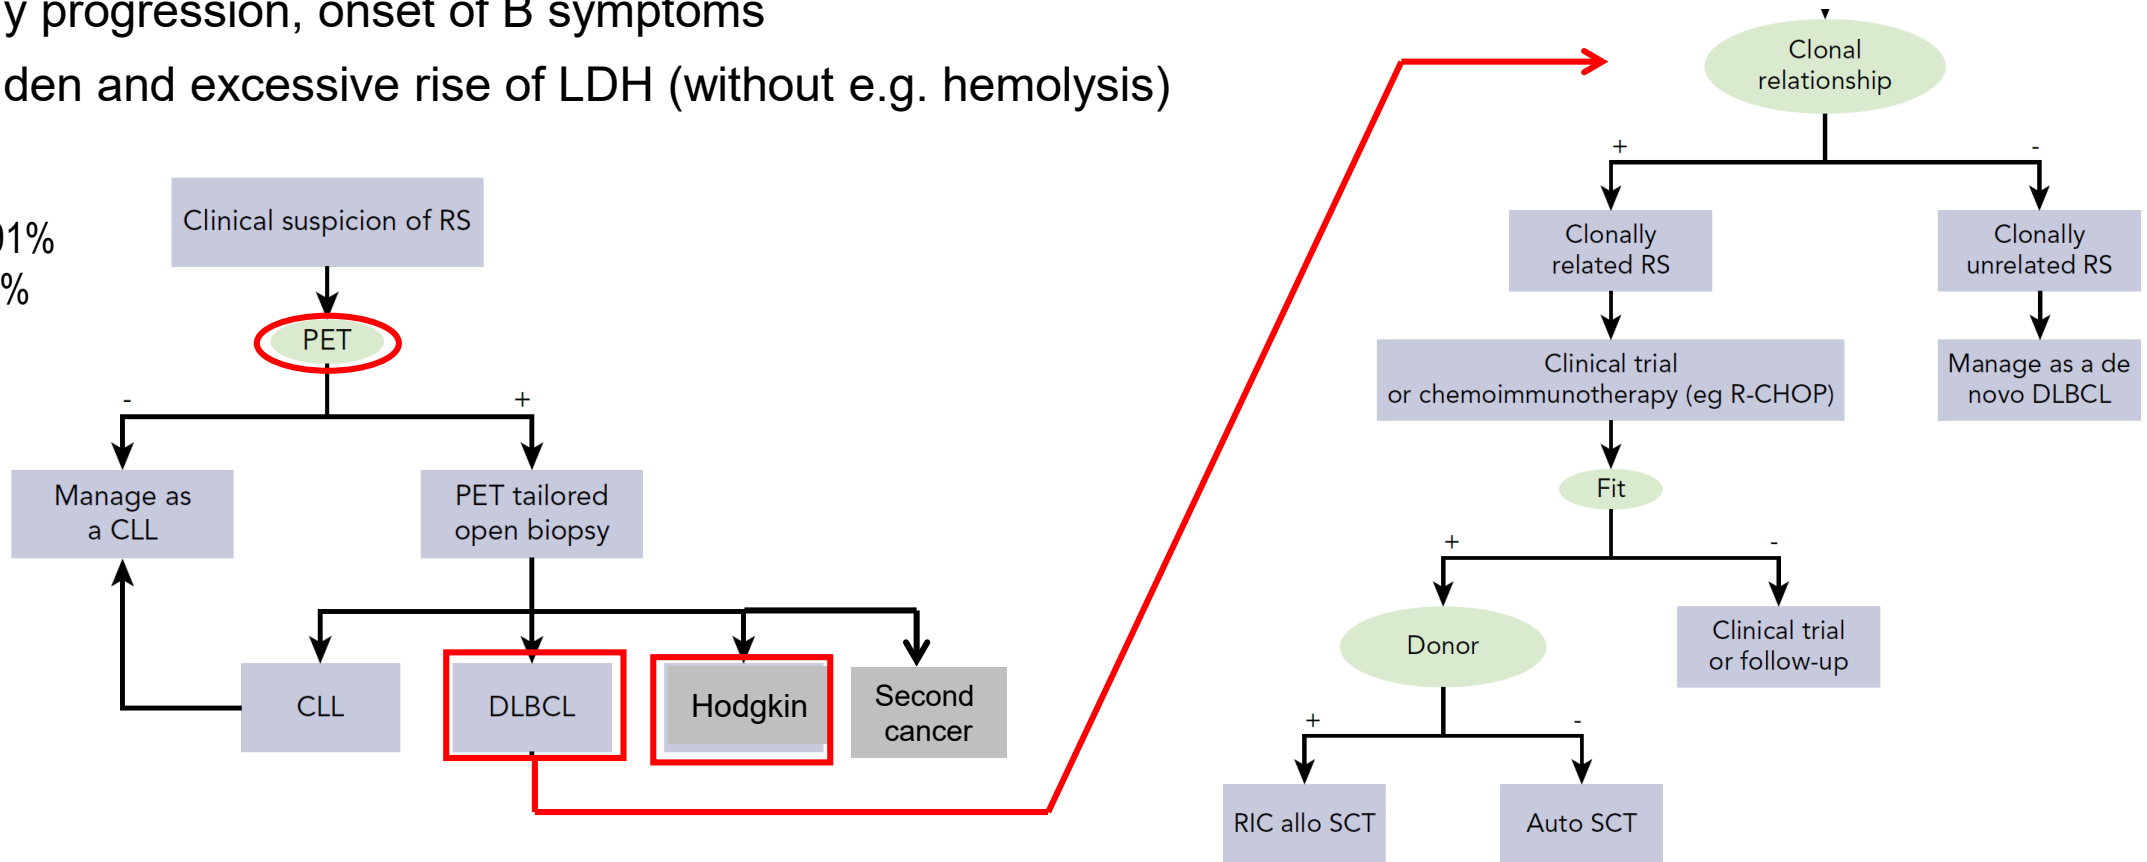 y progression, onset of B symptoms
den and excessive rise of LDH (without e.g. hemolysis)
01%
%
Clinical suspicion of RS
PET
-
+
Manage as
a CLL
PET tailored
open biopsy
CLL
DLBCL
Hodgkin
Second
cancer
Clonal
relationship
+
-
Clonally
related RS
Clonally
unrelated RS
Clinical trial
or chemoimmunotherapy (eg R-CHOP)
Manage as a de
novo DLBCL
Fit
+
-
Donor
Clinical trial
or follow-up
+
-
RIC allo SCT
Auto SCT